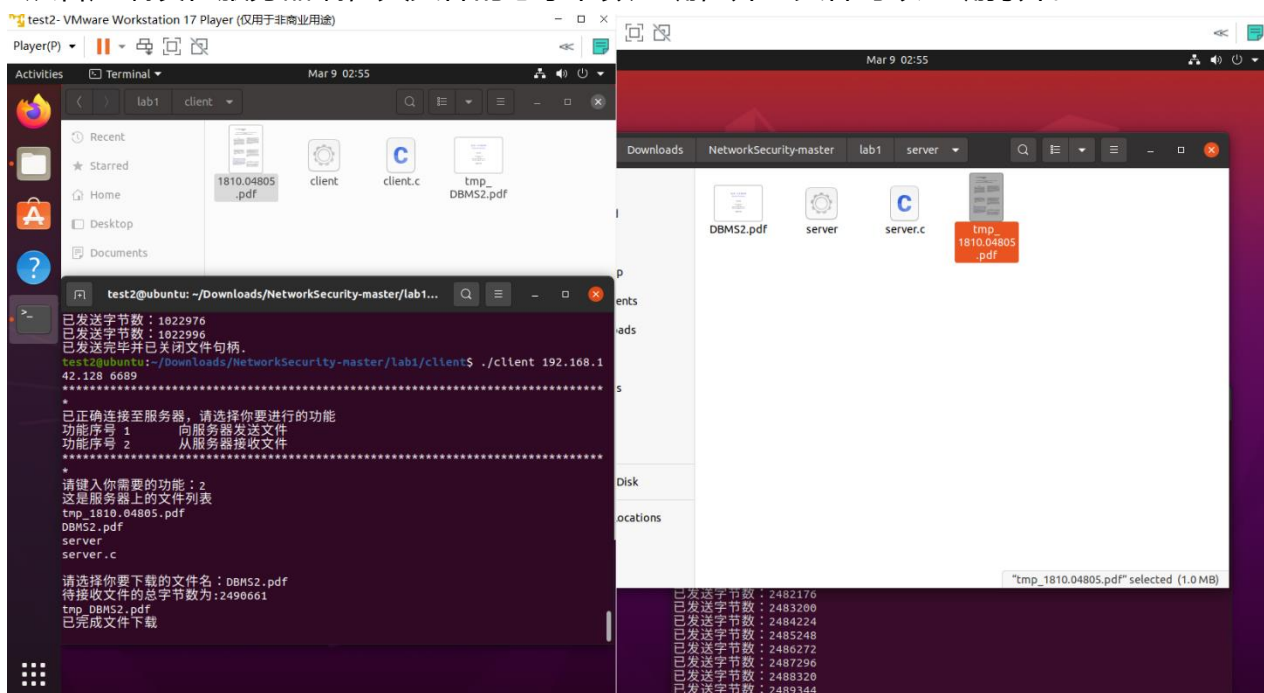 test2- VMware Workstation 17 Player (仅用于非商业用途)
Player(P)
Activities
Terminal
Mar 9 02:55
lab1
client
Recent
Starred
Home
Desktop
Documents
1810.04805
.pdf
client
client.c
tmp_
DBMS2.pdf
test2@ubuntu: ~/Downloads/NetworkSecurity-master/lab1...
已发送字节数：1022976
已发送字节数：1022996
已发送完毕并已关闭文件句柄.
test2@ubuntu:~/Downloads/NetworkSecurity-master/lab1/client$ ./client 192.168.1
42.128 6689
*******************************************************************************
*
已正确连接至服务器，请选择你要进行的功能
功能序号 1 向服务器发送文件
功能序号 2 从服务器接收文件
*******************************************************************************
*
请键入你需要的功能：2
这是服务器上的文件列表
tmp_1810.04805.pdf
DBMS2.pdf
server
server.c
请选择你要下载的文件名：DBMS2.pdf
待接收文件的总字节数为:2490661
tmp_DBMS2.pdf
已完成文件下载
Mar 9 02:55
Downloads
NetworkSecurity-master
lab1
server
DBMS2.pdf
server
server.c
tmp_
1810.04805
.pdf
p
ents
ads
s
Disk
ocations
"tmp_1810.04805.pdf" selected (1.0 MB)
已发送字节数：2482176
已发送字节数：2483200
已发送字节数：2484224
已发送字节数：2485248
已发送字节数：2486272
已发送字节数：2487296
已发送字节数：2488320
已发送字节数：2489344